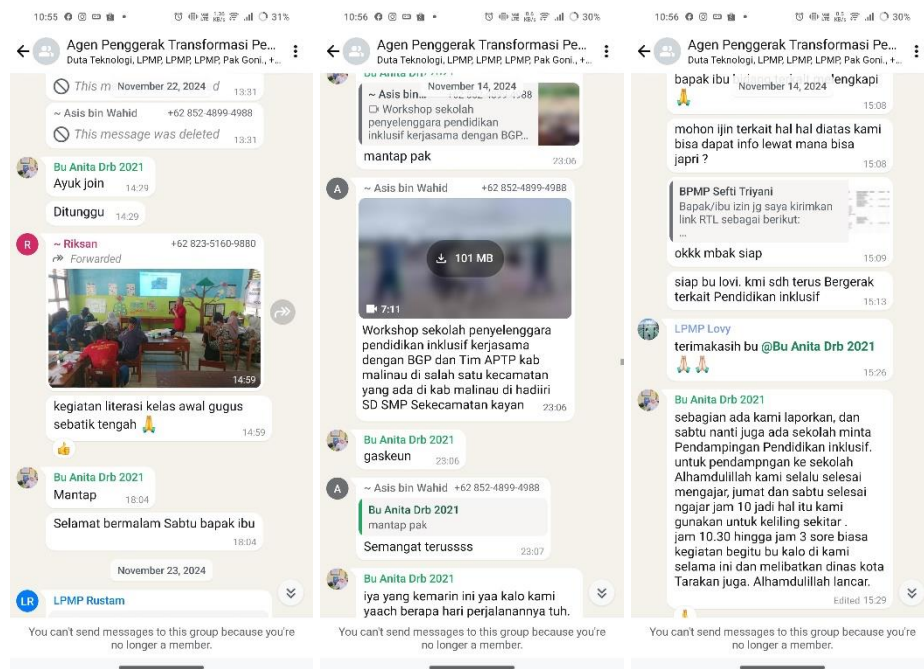 10:55
31%
Agen Penggerak Transformasi Pe...
Duta Teknologi, LPMP, LPMP, LPMP, Pak Goni., +...
This m
November 22, 2024
d
13:31
~ Asis bin Wahid +62 852-4899-4988
This message was deleted
13:31
Bu Anita Drb 2021
Ayuk join
14:29
Ditunggu
14:29
R
~ Riksan +62 823-5160-9880
Forwarded
14:59
kegiatan literasi kelas awal gugus
sebatik tengah 🙏
14:59
👍
Bu Anita Drb 2021
Mantap
18:04
Selamat bermalam Sabtu bapak ibu
18:04
November 23, 2024
LR
LPMP Rustam
You can't send messages to this group because you're
no longer a member.
10:56
30%
Agen Penggerak Transformasi Pe...
Duta Teknologi, LPMP, LPMP, LPMP, Pak Goni., +...
November 14, 2024
~ Asis bin...
Workshop sekolah
penyelenggara pendidikan
inklusif kerjasama dengan BGP...
mantap pak
23:06
A
~ Asis bin Wahid +62 852-4899-4988
101 MB
7:11
Workshop sekolah penyelenggara
pendidikan inklusif kerjasama
dengan BGP dan Tim APTP kab
malinau di salah satu kecamatan
yang ada di kab malinau di hadiiri
SD SMP Sekecamatan kayan
23:06
Bu Anita Drb 2021
gaskeun
23:06
A
~ Asis bin Wahid +62 852-4899-4988
Bu Anita Drb 2021
mantap pak
Semangat terussss
23:07
Bu Anita Drb 2021
iya yang kemarin ini yaa kalo kami
yaach berapa hari perjalanannya tuh.
You can't send messages to this group because you're
no longer a member.
10:56
30%
Agen Penggerak Transformasi Pe...
Duta Teknologi, LPMP, LPMP, LPMP, Pak Goni., +...
bapak ibu
November 14, 2024
🙏
15:08
mohon ijin terkait hal hal diatas kami
bisa dapat info lewat mana bisa
japri ?
15:08
BPMP Sefti Triyani
Bapak/ibu izin jg saya kirimkan
link RTL sebagai berikut:
...
okkk mbak siap
15:09
siap bu lovi. kmi sdh terus Bergerak
terkait Pendidikan inklusif
15:13
LPMP Lovy
terimakasih bu @Bu Anita Drb 2021
🙏🙏
15:26
Bu Anita Drb 2021
sebagian ada kami laporkan, dan
sabtu nanti juga ada sekolah minta
Pendampingan Pendidikan inklusif.
untuk pendampngan ke sekolah
Alhamdulillah kami selalu selesai
mengajar, jumat dan sabtu selesai
ngajar jam 10 jadi hal itu kami
gunakan untuk keliling sekitar .
jam 10.30 hingga jam 3 sore biasa
kegiatan begitu bu kalo di kami
selama ini dan melibatkan dinas kota
Tarakan juga. Alhamdulillah lancar.
Edited 15:29
You can't send messages to this group because you're
no longer a member.